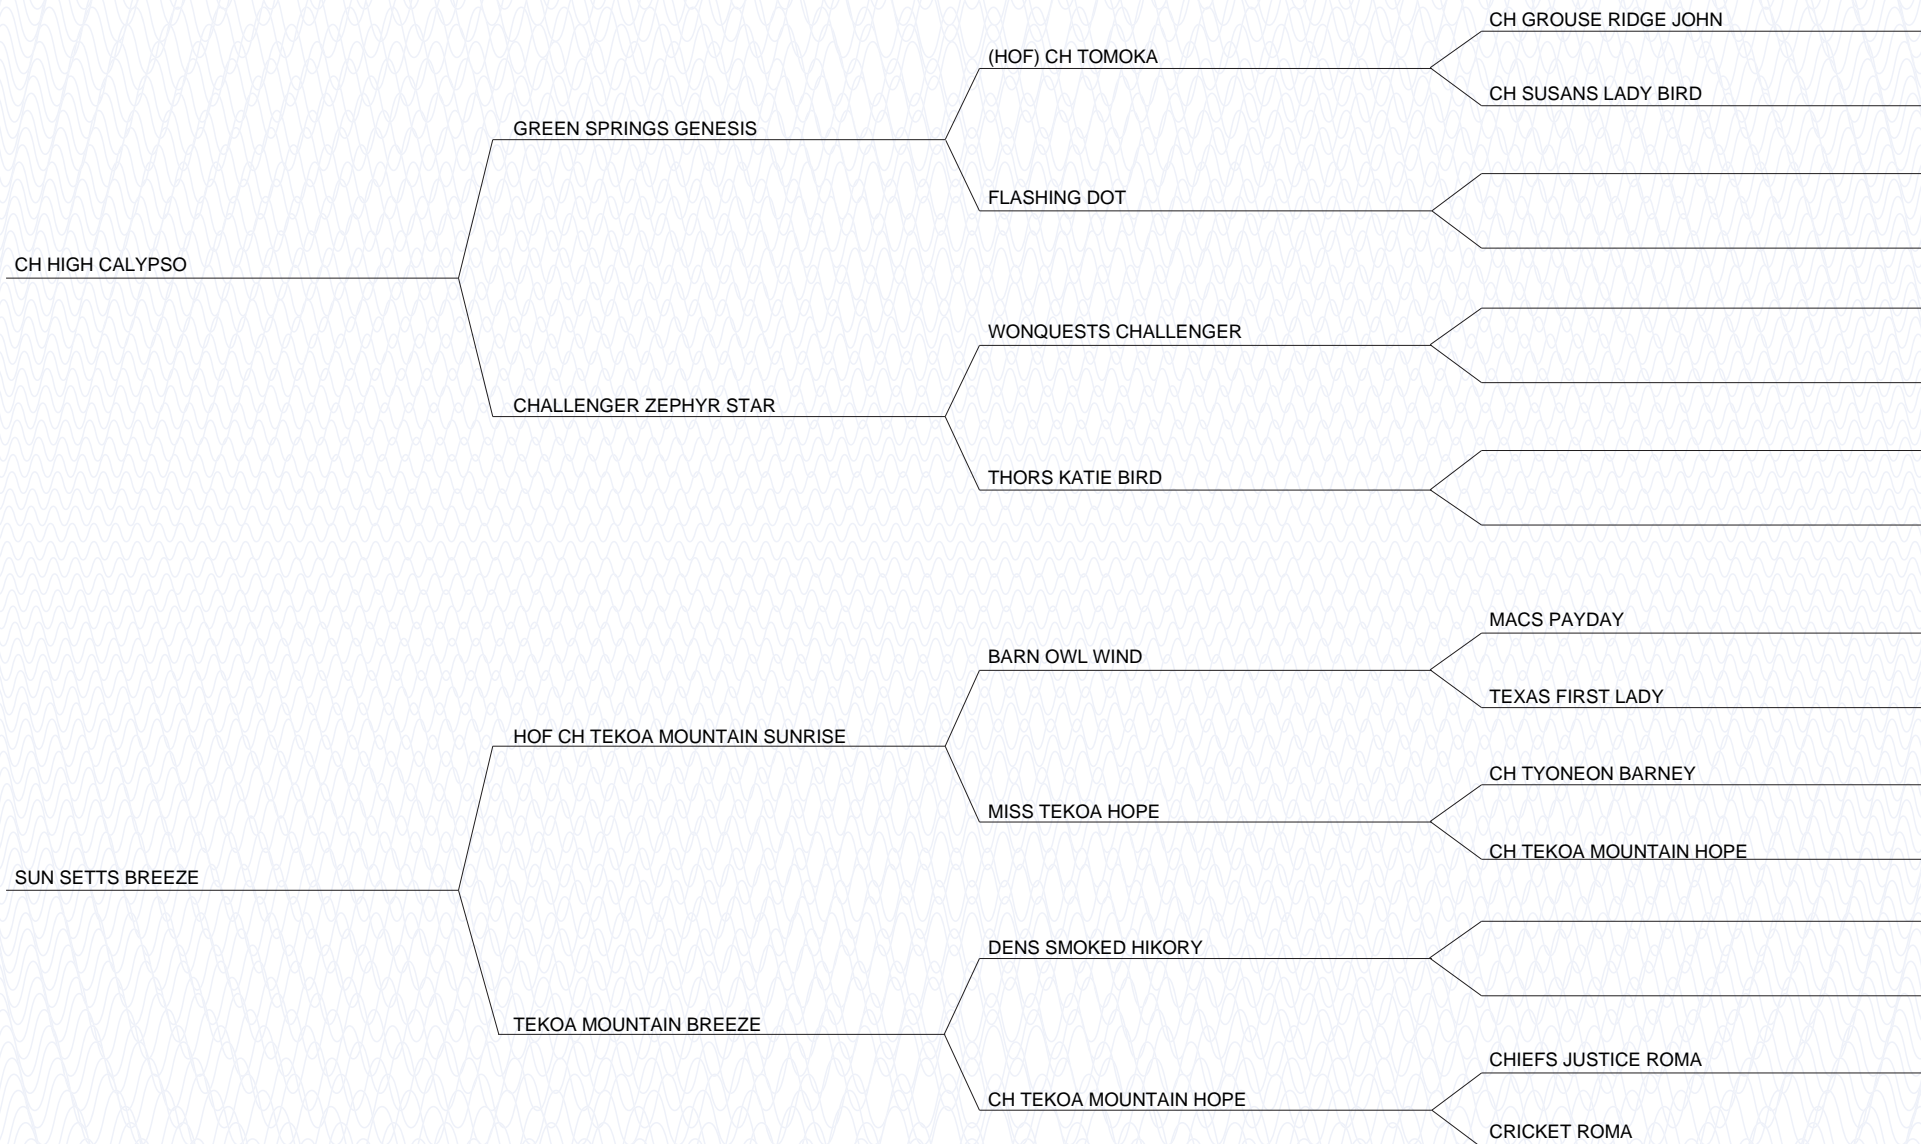 CH GROUSE RIDGE JOHN
(HOF) CH TOMOKA
CH SUSANS LADY BIRD
GREEN SPRINGS GENESIS
FLASHING DOT
CH HIGH CALYPSO
WONQUESTS CHALLENGER
CHALLENGER ZEPHYR STAR
THORS KATIE BIRD
MACS PAYDAY
BARN OWL WIND
TEXAS FIRST LADY
HOF CH TEKOA MOUNTAIN SUNRISE
CH TYONEON BARNEY
MISS TEKOA HOPE
CH TEKOA MOUNTAIN HOPE
SUN SETTS BREEZE
DENS SMOKED HIKORY
TEKOA MOUNTAIN BREEZE
CHIEFS JUSTICE ROMA
CH TEKOA MOUNTAIN HOPE
CRICKET ROMA